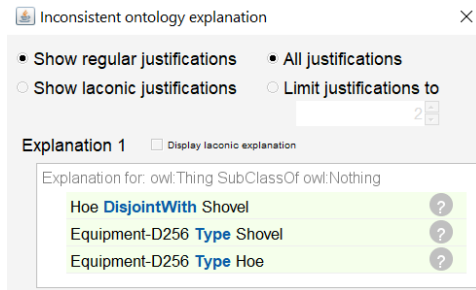 Inconsistent ontology explanation
Show regular justifications All justifications
Show laconic justifications Limit justifications to
2
Explanation 1 Display laconic explanation
Explanation for: owl:Thing SubClassOf owl:Nothing
Hoe DisjointWith Shovel ?
Equipment-D256 Type Shovel ?
Equipment-D256 Type Hoe ?